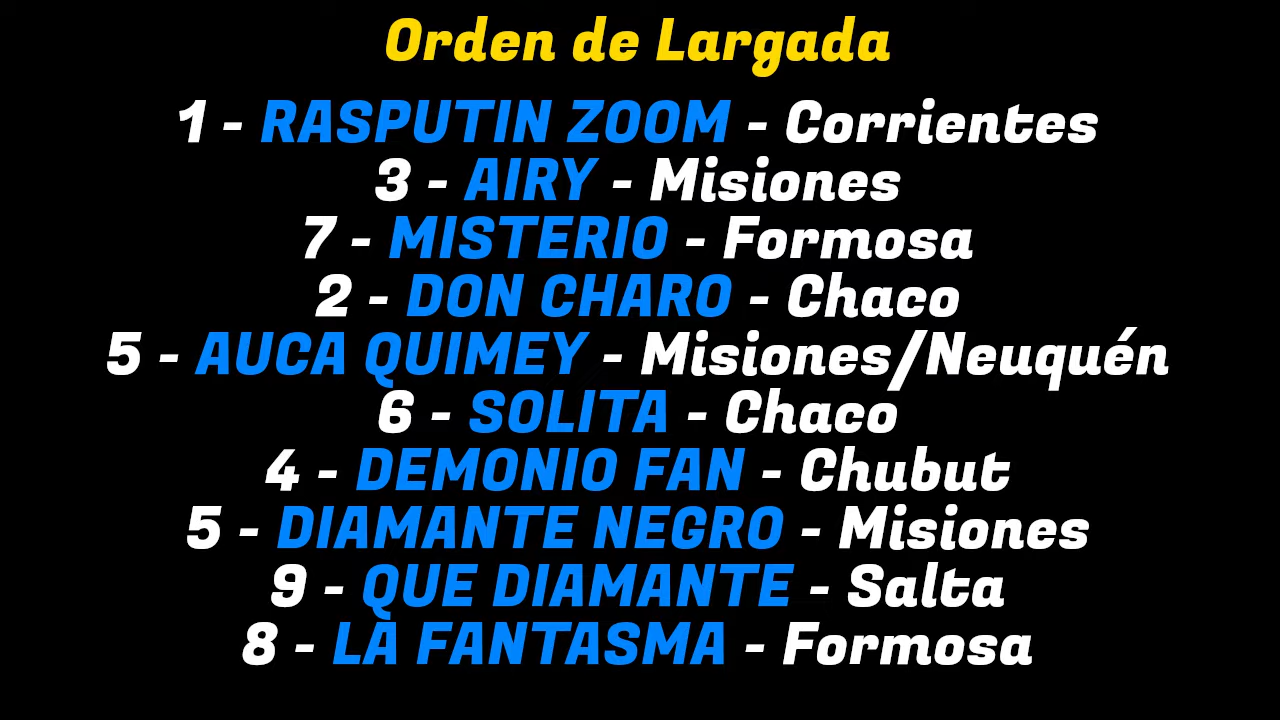 Orden de Largada
1 - RASPUTIN ZOOM - Corrientes
3 - AIRY - Misiones
7 - MISTERIO - Formosa
2 - DON CHARO - Chaco
5 - AUCA QUIMEY - Misiones/Neuquén
6 - SOLITA - Chaco
4 - DEMONIO FAN - Chubut
5 - DIAMANTE NEGRO - Misiones
9 - QUE DIAMANTE - Salta
8 - LA FANTASMA - Formosa